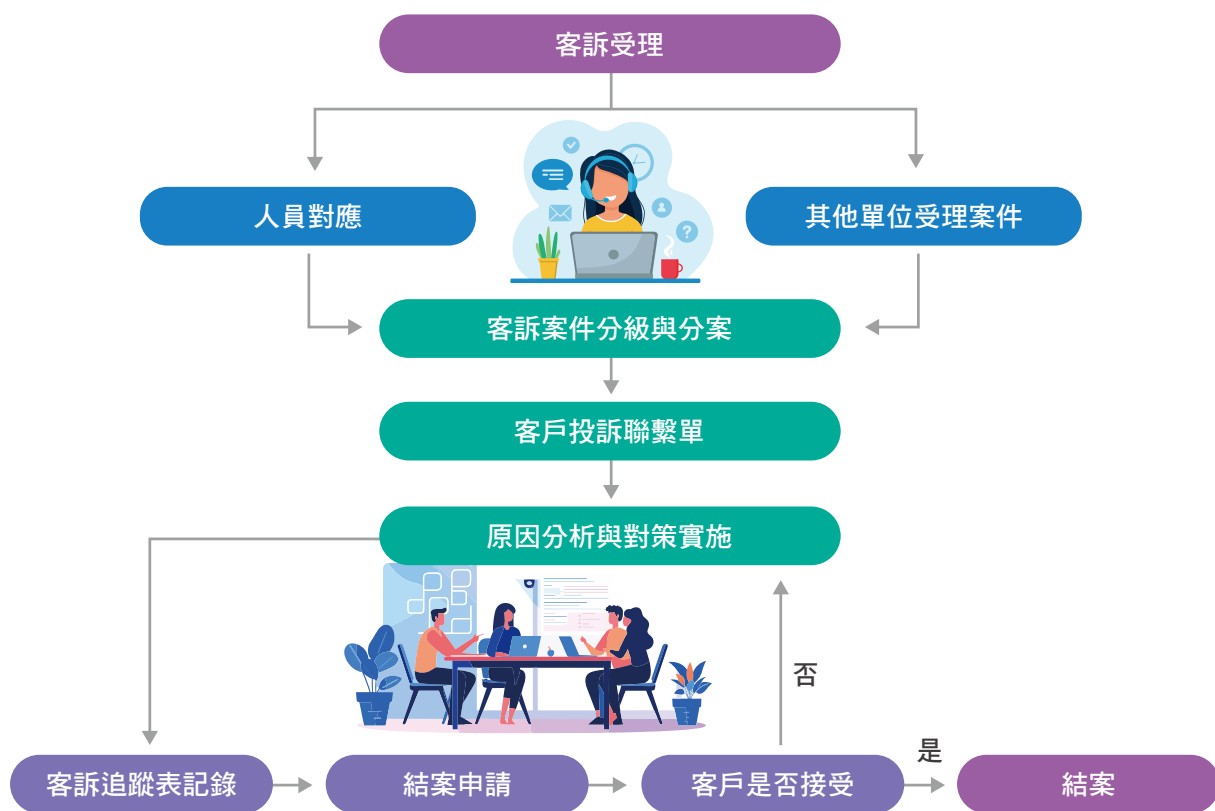 客訴受理
人員對應
其他單位受理案件
客訴案件分級與分案
客戶投訴聯繫單
原因分析與對策實施
否
是
客訴追蹤表記錄
結案申請
客戶是否接受
結案